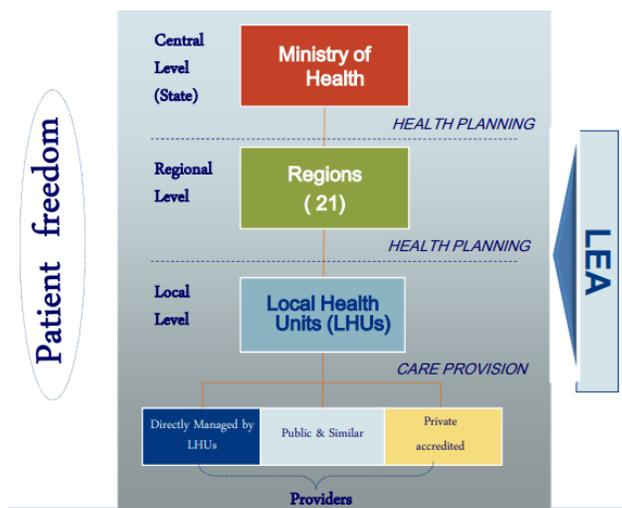 Patient freedom
Central
Level
(State)
Ministry of
Health
HEALTH PLANNING
Regional
Level
Regions
( 21)
HEALTH PLANNING
Local
Level
Local Health
Units (LHUs)
CARE PROVISION
Directly Managed by
LHUs
Public & Similar
Private
accredited
Providers
LEA